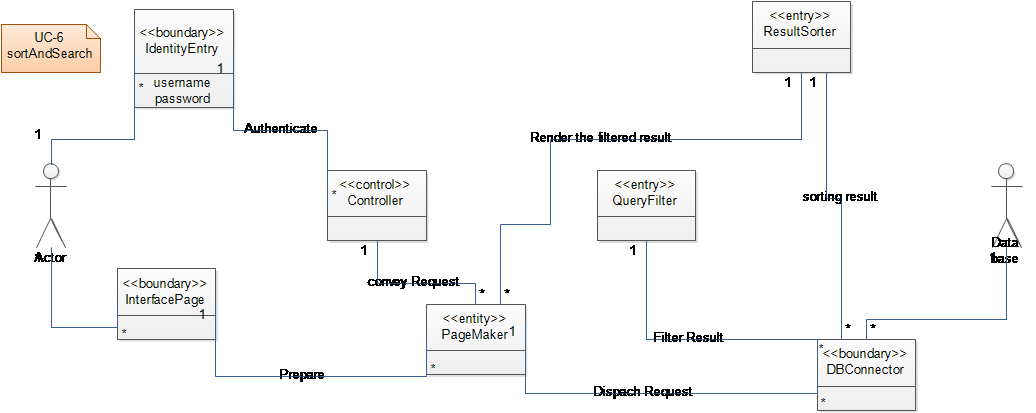 UC-6
sortAndSearch
<<boundary>>
IdentityEntry
1
* username
password
<<entry>>
ResultSorter
1 1
1
Authenticate
Render the filtered result
<<control>>
* Controller
<<entry>>
QueryFilter
sorting result
1
1
Actor
Data
1 base
<<boundary>>
InterfacePage
1
*
convey Request
* *
<<entity>>
PageMaker 1
*
Filter Result
* *
* <<boundary>>
DBConnector
*
Prepare
Dispach Request